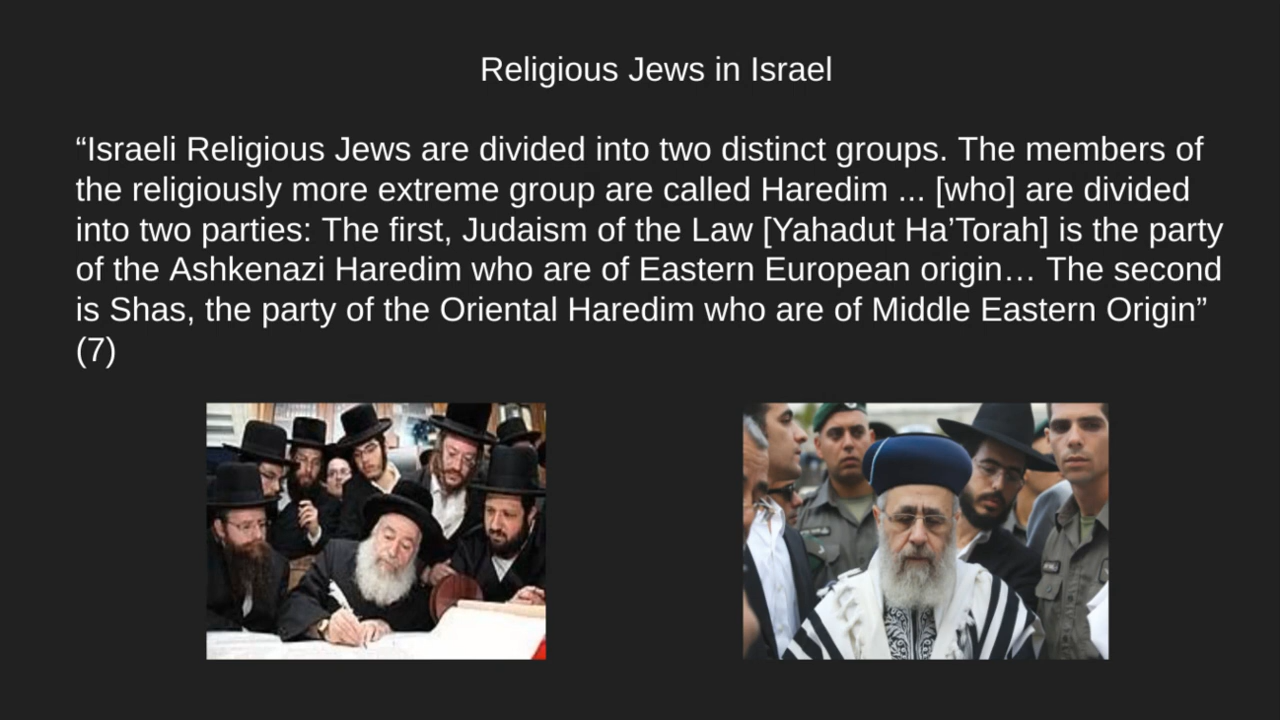 Religious Jews in Israel
“Israeli Religious Jews are divided into two distinct groups. The members of
the religiously more extreme group are called Haredim ... [who] are divided
into two parties: The first, Judaism of the Law [Yahadut Ha’Torah] is the party
of the Ashkenazi Haredim who are of Eastern European origin… The second
is Shas, the party of the Oriental Haredim who are of Middle Eastern Origin”
(7)